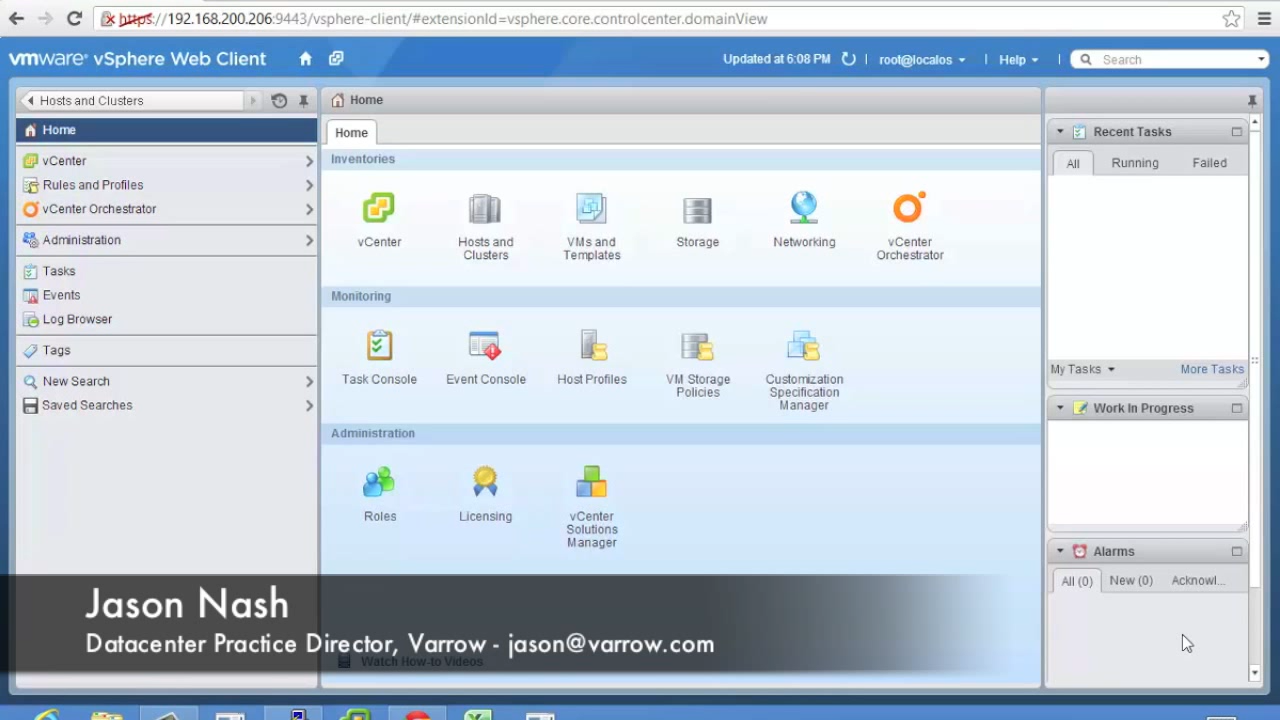 https://192.168.200.206:9443/vsphere-client/#extensionId=vsphere.core.controlcenter.domainView
vmware® vSphere Web Client
Updated at 6:08 PM
root@localos
Help
Search
Hosts and Clusters
Home
vCenter
Rules and Profiles
vCenter Orchestrator
Administration
Tasks
Events
Log Browser
Tags
New Search
Saved Searches
Home
Home
Inventories
vCenter
Hosts and
Clusters
VMs and
Templates
Storage
Networking
vCenter
Orchestrator
Monitoring
Task Console
Event Console
Host Profiles
VM Storage
Policies
Customization
Specification
Manager
Administration
Roles
Licensing
vCenter
Solutions
Manager
Watch How-to Videos
Recent Tasks
All
Running
Failed
My Tasks
More Tasks
Work In Progress
Alarms
All (0)
New (0)
Acknowl...
Jason Nash
Datacenter Practice Director, Varrow - jason@varrow.com